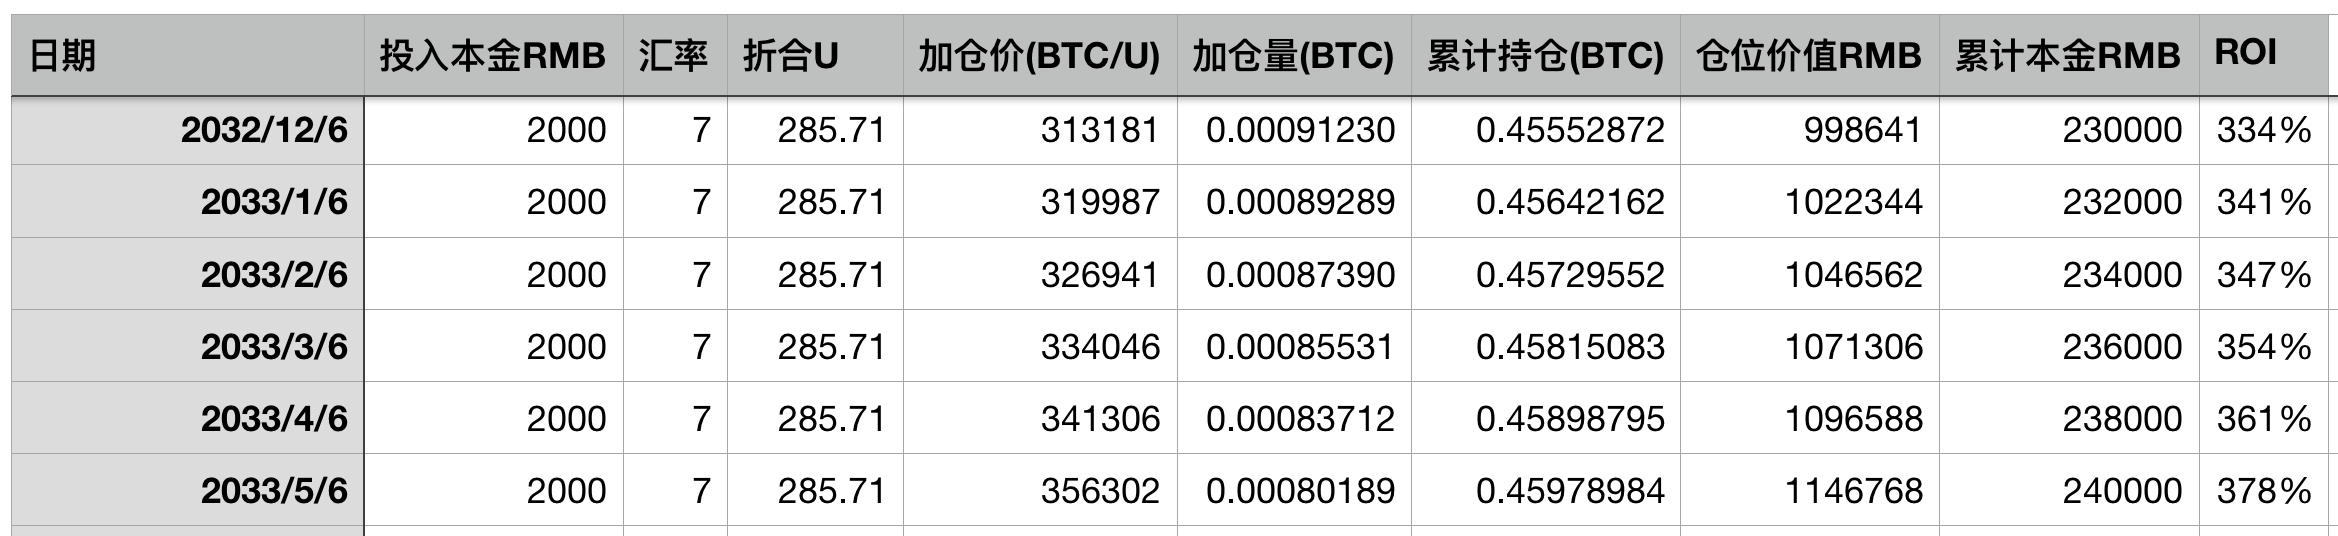 日期 投入本金RMB 汇率 折合U 加仓价(BTC/U) 加仓量(BTC) 累计持仓(BTC) 仓位价值RMB 累计本金RMB ROI
2032/12/6 2000 7 285.71 313181 0.00091230 0.45552872 998641 230000 334%
2033/1/6 2000 7 285.71 319987 0.00089289 0.45642162 1022344 232000 341%
2033/2/6 2000 7 285.71 326941 0.00087390 0.45729552 1046562 234000 347%
2033/3/6 2000 7 285.71 334046 0.00085531 0.45815083 1071306 236000 354%
2033/4/6 2000 7 285.71 341306 0.00083712 0.45898795 1096588 238000 361%
2033/5/6 2000 7 285.71 356302 0.00080189 0.45978984 1146768 240000 378%